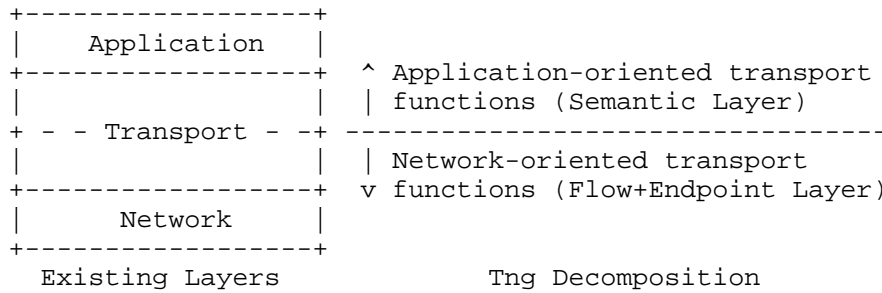 +------------------+
|    Application   |
+------------------+  ^ Application-oriented transport
|                  |  | functions (Semantic Layer)
+ - - Transport - -+ ----------------------------------
|                  |  | Network-oriented transport
+------------------+  v functions (Flow+Endpoint Layer)
|      Network     |
+------------------+
  Existing Layers             Tng Decomposition